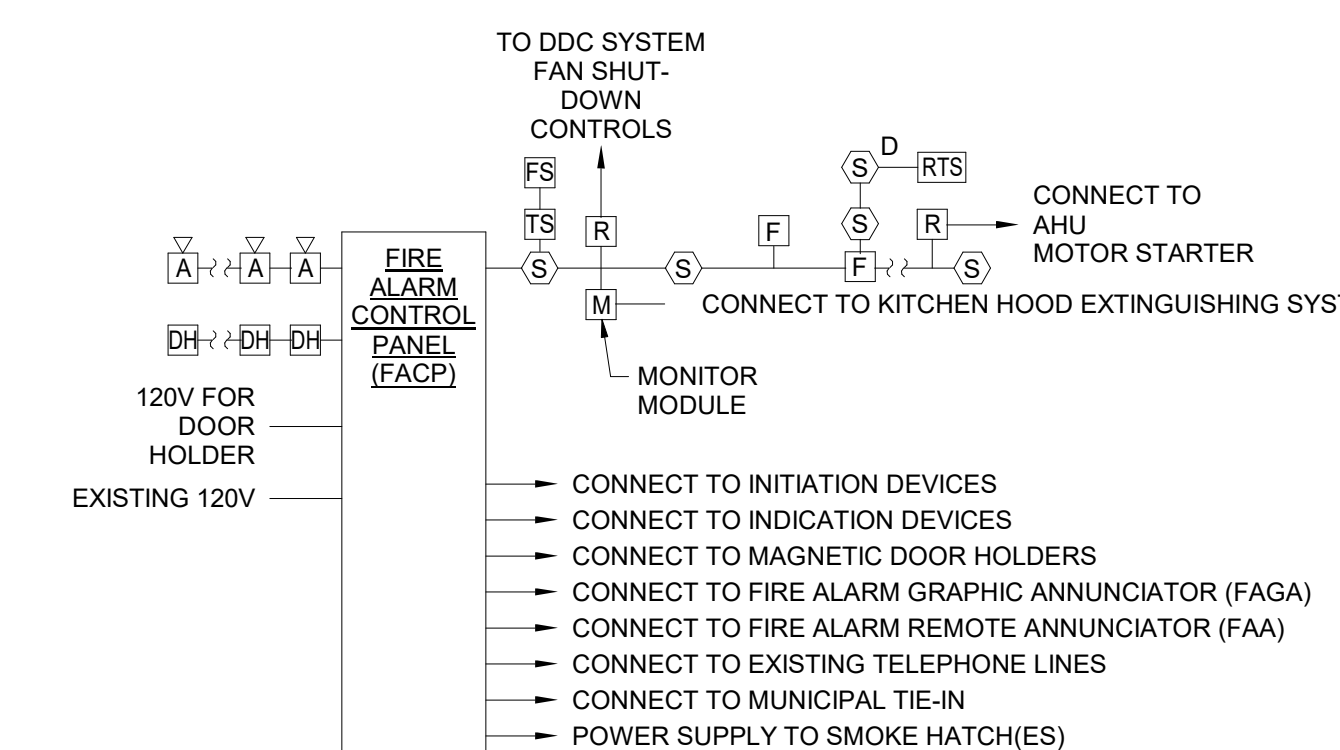 TO DDC SYSTEM
FAN SHUT-
DOWN
CONTROLS
FS
TS
R
S
D
RTS
F
S
R
CONNECT TO
AHU
MOTOR STARTER
A
A
A
S
S
F
S
M
CONNECT TO KITCHEN HOOD EXTINGUISHING SYS
MONITOR
MODULE
FIRE
ALARM
CONTROL
PANEL
(FACP)
DH
DH
DH
120V FOR
DOOR
HOLDER
EXISTING 120V
CONNECT TO INITIATION DEVICES
CONNECT TO INDICATION DEVICES
CONNECT TO MAGNETIC DOOR HOLDERS
CONNECT TO FIRE ALARM GRAPHIC ANNUNCIATOR (FAGA)
CONNECT TO FIRE ALARM REMOTE ANNUNCIATOR (FAA)
CONNECT TO EXISTING TELEPHONE LINES
CONNECT TO MUNICIPAL TIE-IN
POWER SUPPLY TO SMOKE HATCH(ES)